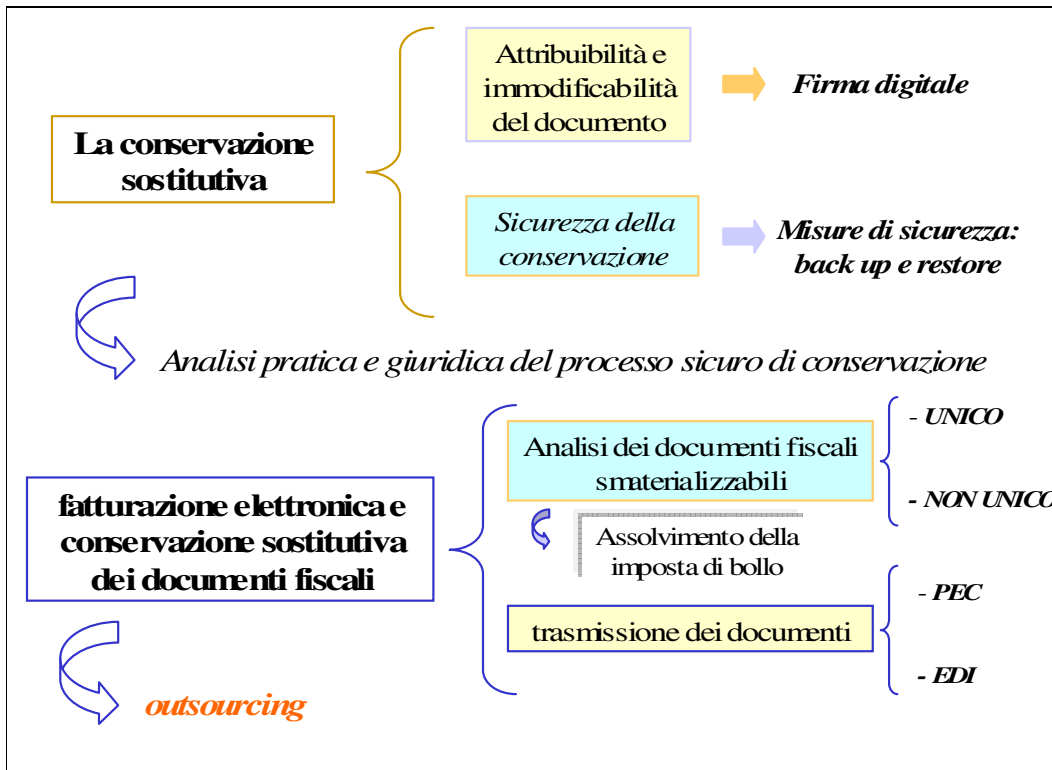 Attribuibilità e
immodificabilità
del documento
Firma digitale
La conservazione
sostitutiva
Sicurezza della
conservazione
Misure di sicurezza:
back up e restore
Analisi pratica e giuridica del processo sicuro di conservazione
fatturazione elettronica e
conservazione sostitutiva
dei documenti fiscali
Analisi dei documenti fiscali
smaterializzabili
- UNICO
- NON UNICO
Assolvimento della
imposta di bollo
trasmissione dei documenti
- PEC
- EDI
outsourcing